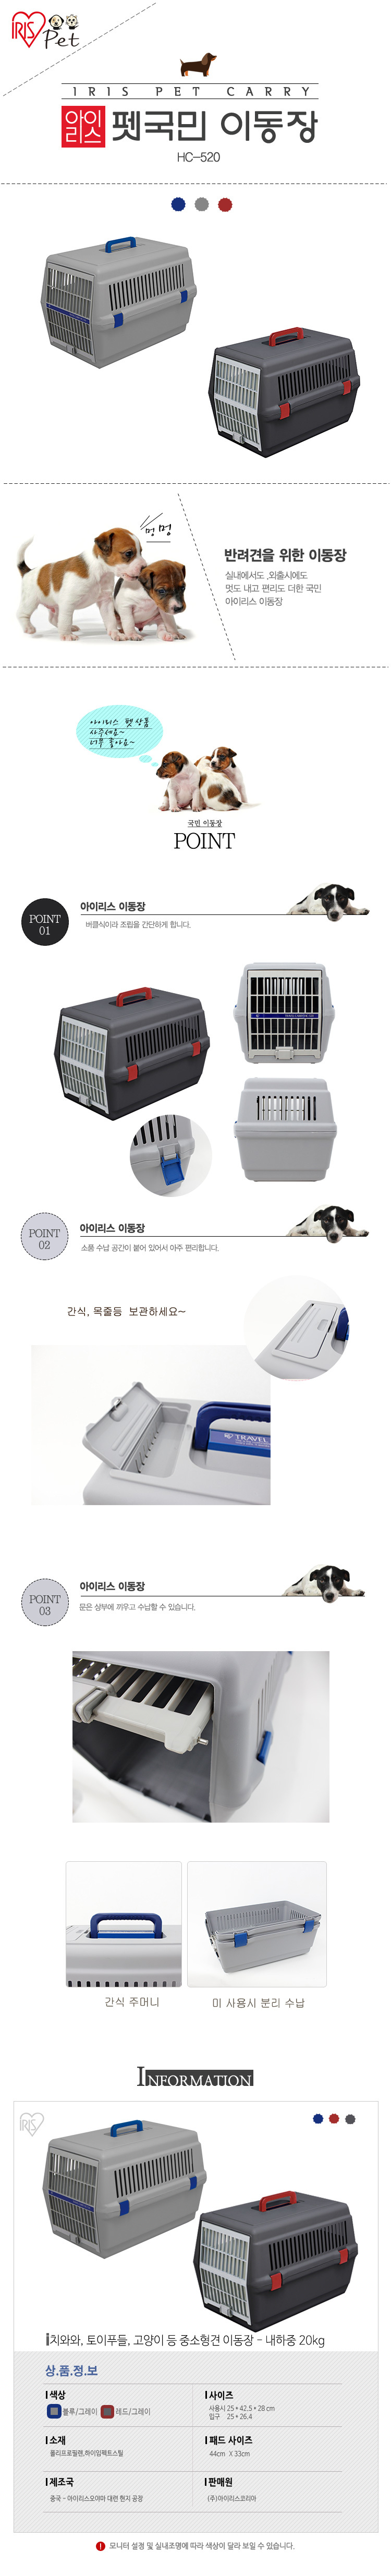 IRIS
Pet
IRIS PET CARRY
아이
리스
펫국민 이동장
HC-520
멍 멍
반려견을 위한 이동장
실내에서도 ,외출시에도
멋도 내고 편리도 더한 국민
아이리스 이동장
아이리스 펫상품
사주세요~
너무 좋아요~
국민 이동장
POINT
POINT
01
아이리스 이동장
버클식이라 조립을 간단하게 합니다.
POINT
02
아이리스 이동장
소품 수납 공간이 붙어 있어서 아주 편리합니다.
간식, 목줄등 보관하세요~
TRAVEL
POINT
03
아이리스 이동장
문은 상부에 끼우고 수납할 수 있습니다.
간식 주머니
미 사용시 분리 수납
INFORMATION
IRIS
치와와, 토이푸들, 고양이 등 중소형견 이동장 - 내하중 20kg
상.품.정.보
색상
블루/그레이
레드/그레이
사이즈
사용시 25 * 42.5 * 28 cm
입구 25 * 26.4
소재
폴리프로필렌,하이임팩트스틸
패드 사이즈
44cm X 33cm
제조국
중국 - 아이리스오야마 대련 현지 공장
판매원
(주)아이리스코리아
! 모니터 설정 및 실내조명에 따라 색상이 달라 보일 수 있습니다.